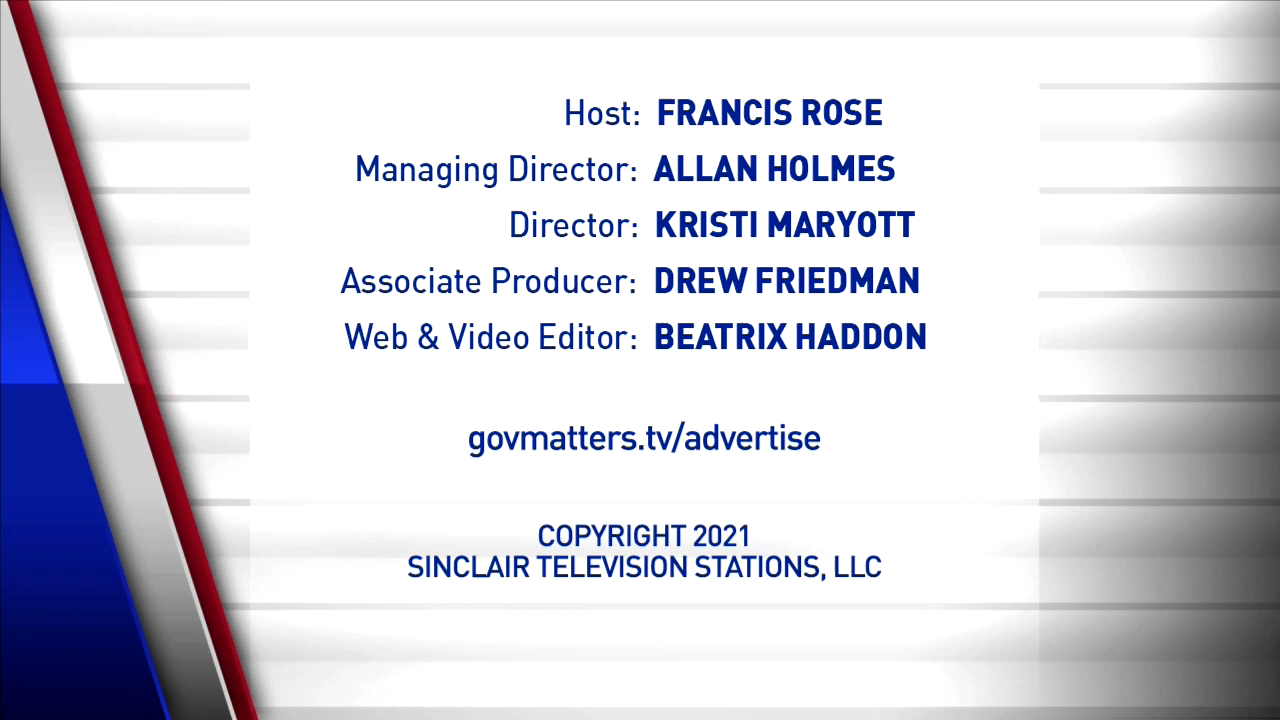 Host: FRANCIS ROSE
Managing Director: ALLAN HOLMES
Director: KRISTI MARYOTT
Associate Producer: DREW FRIEDMAN
Web & Video Editor: BEATRIX HADDON
govmatters.tv/advertise
COPYRIGHT 2021
SINCLAIR TELEVISION STATIONS, LLC